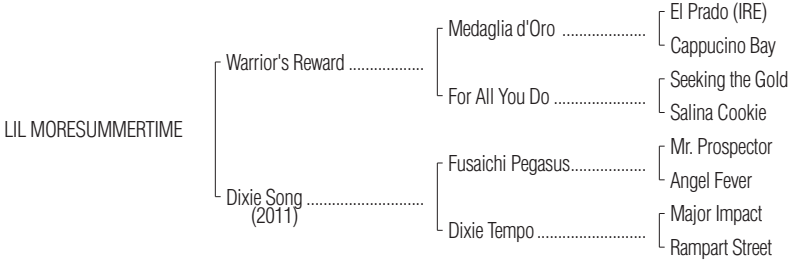 El Prado (IRE)
Medaglia d'Oro ....................
Cappucino Bay
Warrior's Reward ..................
Seeking the Gold
For All You Do ......................
Salina Cookie
LIL MORESUMMERTIME
Mr. Prospector
Fusaichi Pegasus..................
Angel Fever
Dixie Song ............................
(2011)
Major Impact
Dixie Tempo ..........................
Rampart Street